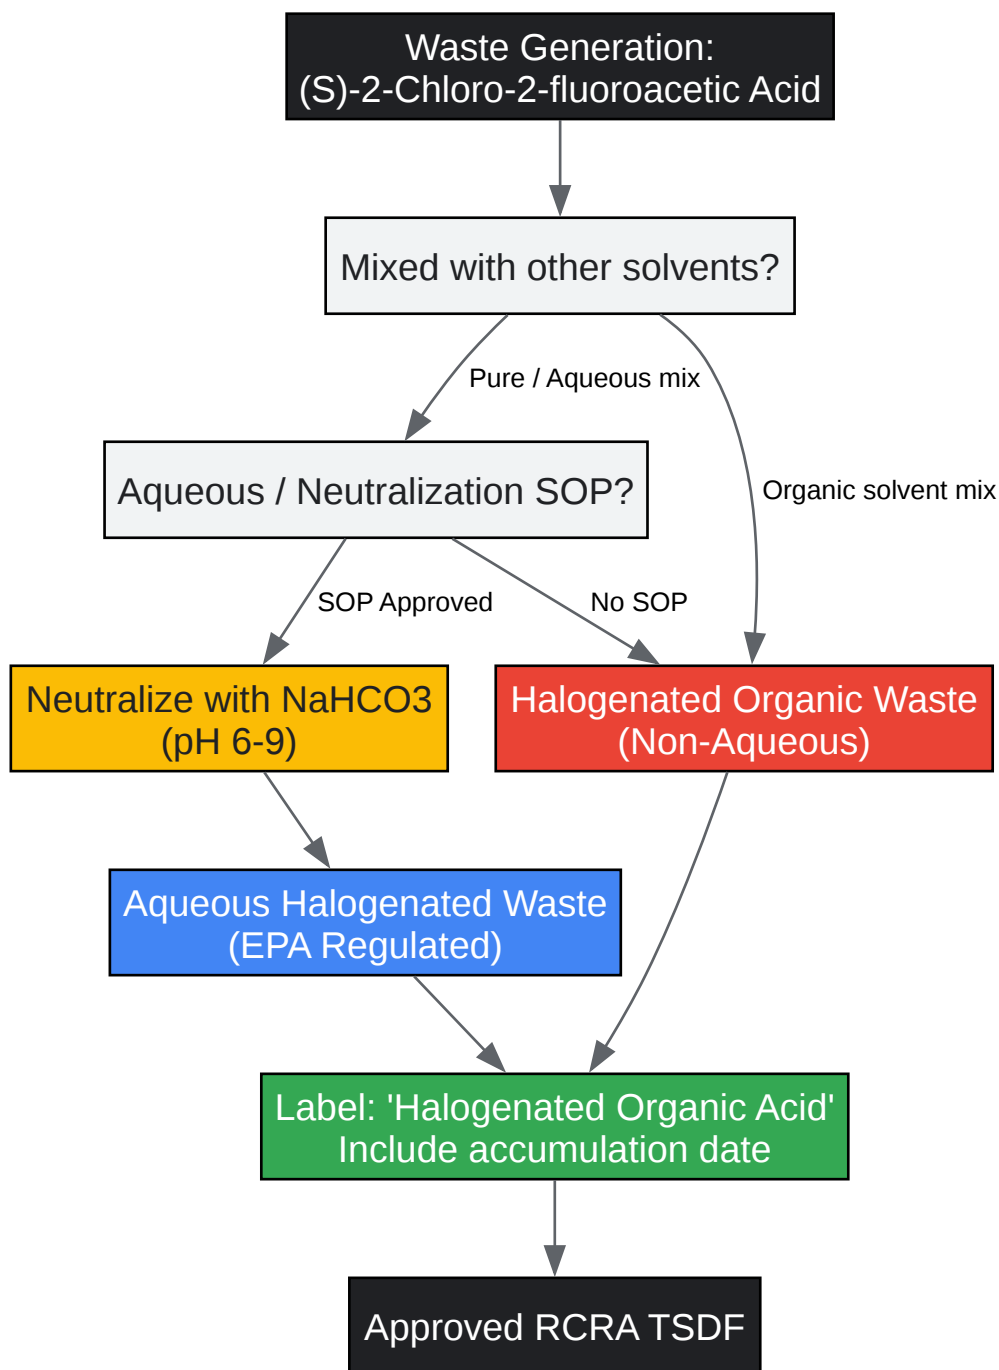 Waste Generation:
(S)-2-Chloro-2-fluoroacetic Acid
Mixed with other solvents?
Pure / Aqueous mix
Aqueous / Neutralization SOP?
Organic solvent mix
SOP Approved
No SOP
Neutralize with NaHCO3
(pH 6-9)
Halogenated Organic Waste
(Non-Aqueous)
Aqueous Halogenated Waste
(EPA Regulated)
Label: 'Halogenated Organic Acid'
Include accumulation date
Approved RCRA TSDF